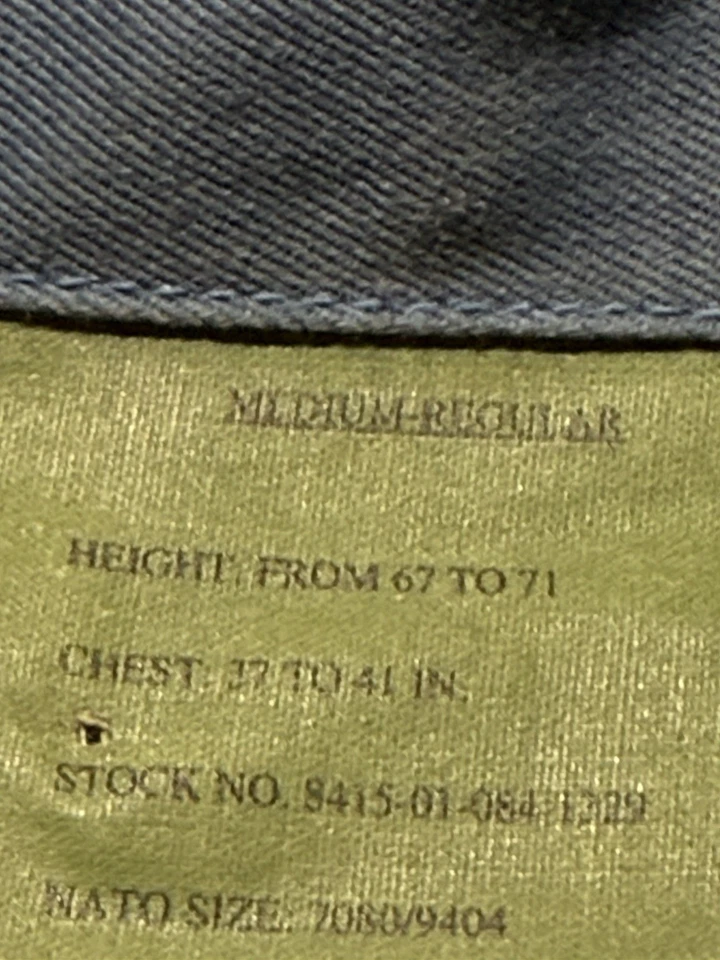 MEDIUM-REGULAR
HEIGHT: FROM 67 TO 71
CHEST: 37 TO 41 IN.
STOCK NO. 8415-01-084-
NATO SIZE: 7080/9404